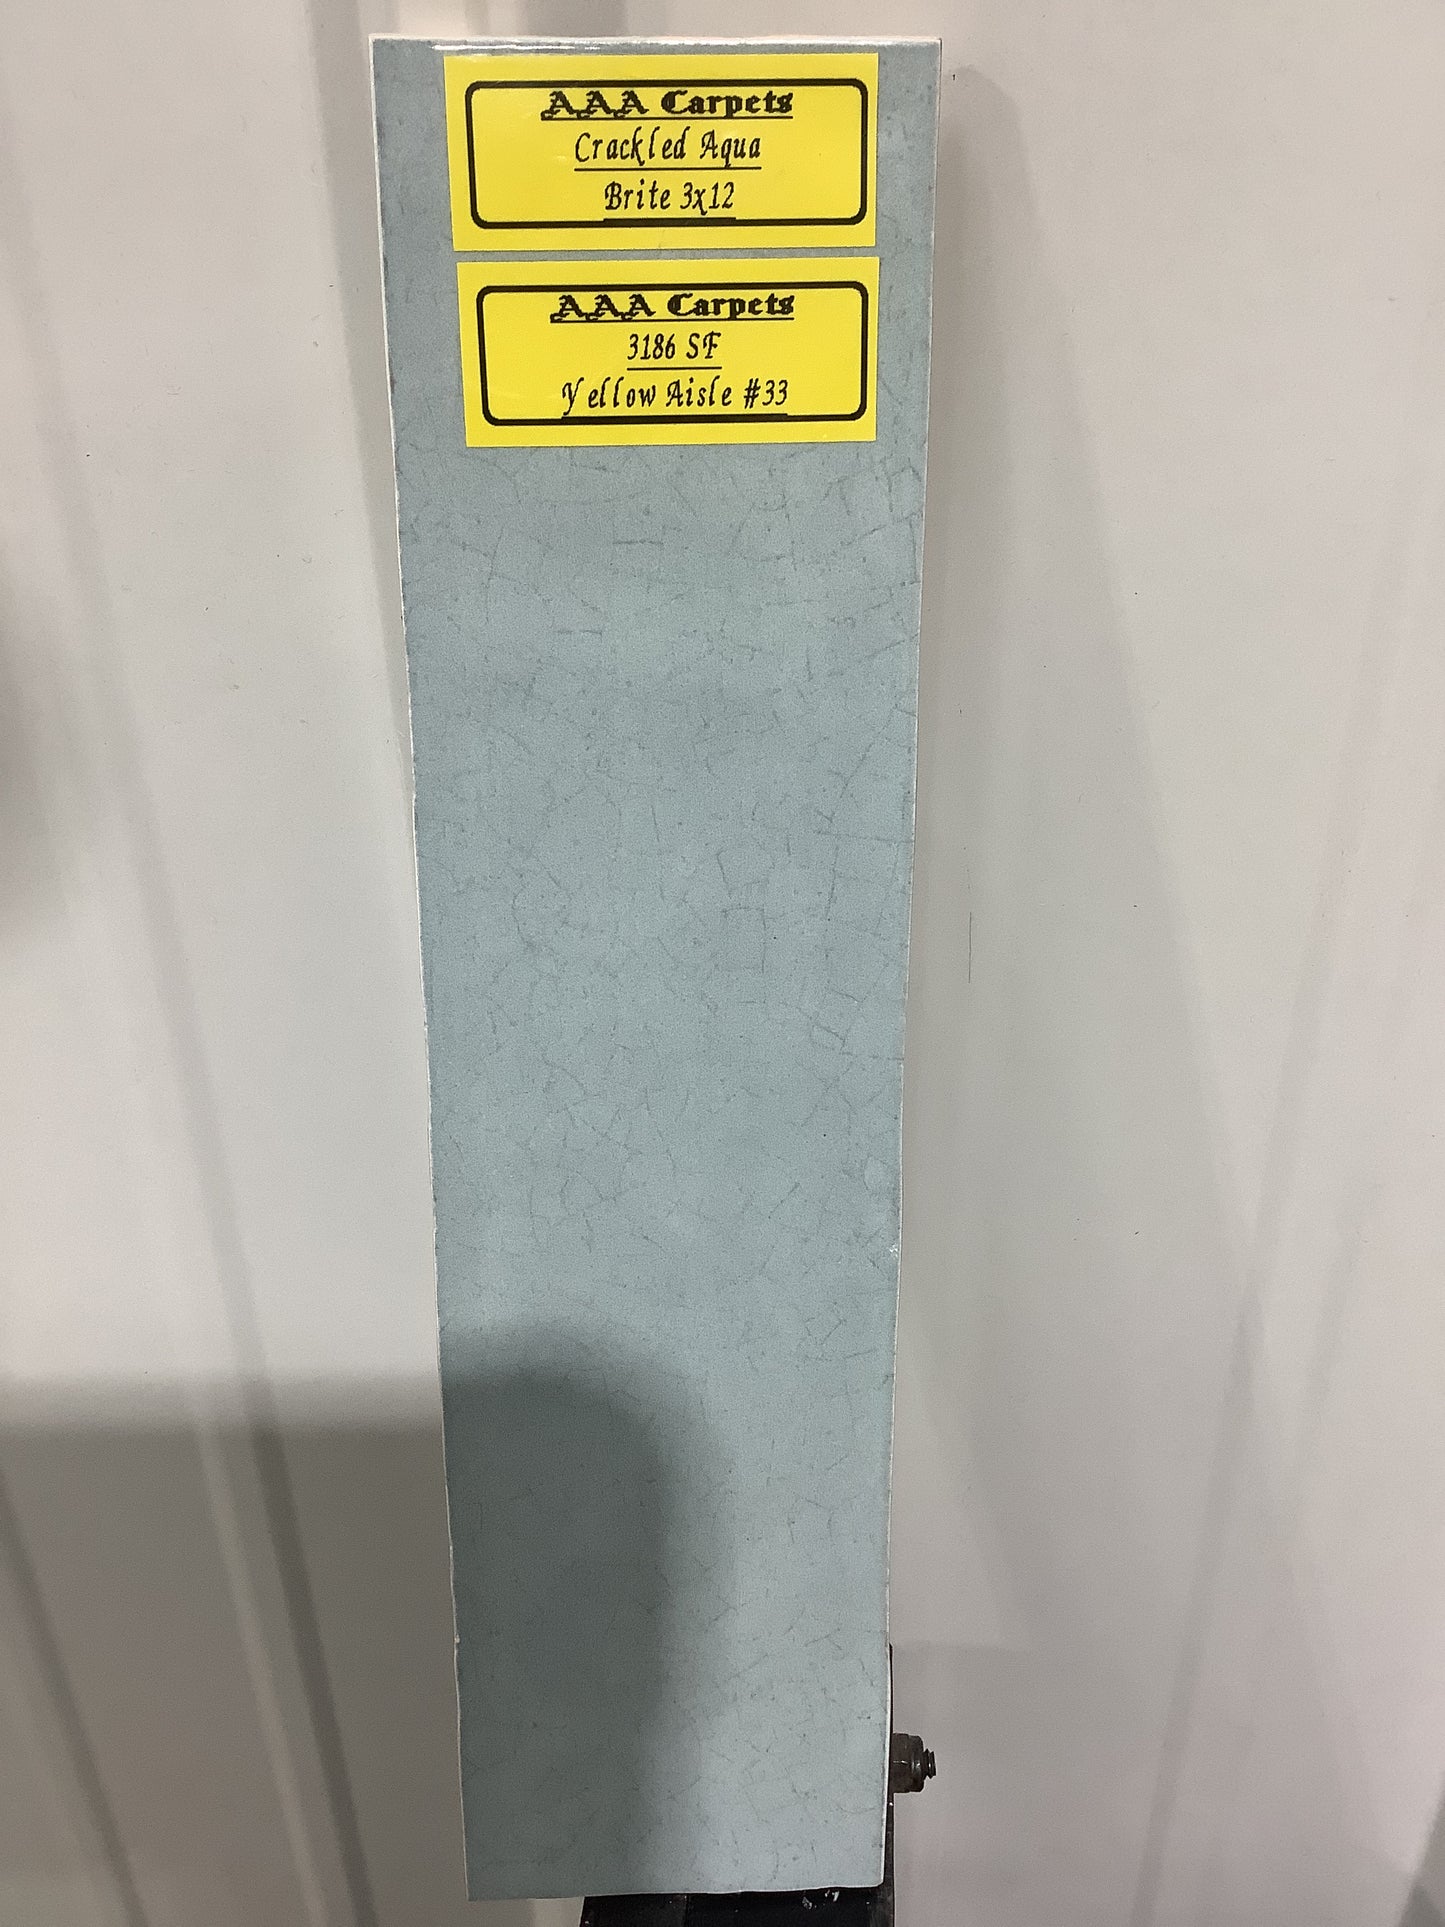 AAA Carpets
Crackled Aqua
Brite 3x12
AAA Carpets
3186 SF
Yellow Aisle #33